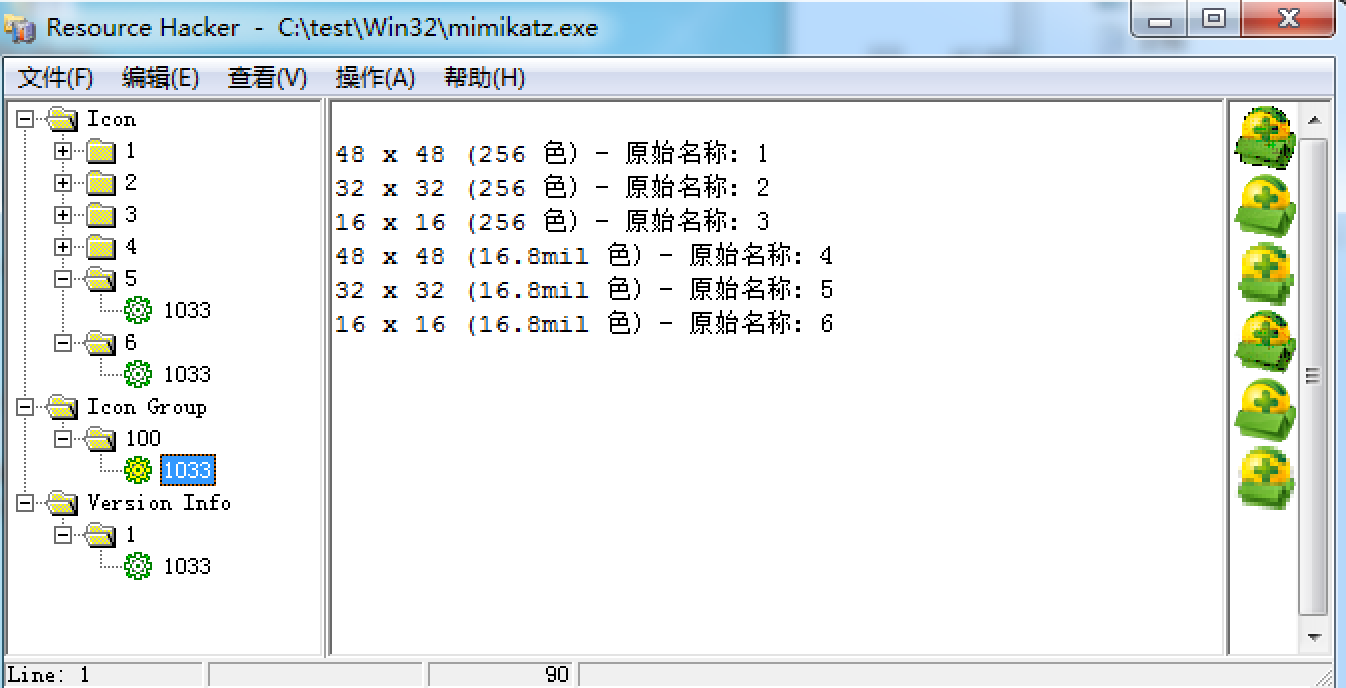 Resource Hacker - C:\test\Win32\mimikatz.exe
文件(F) 编辑(E) 查看(V) 操作(A) 帮助(H)
Icon
1
2
3
4
5
1033
6
1033
Icon Group
100
1033
Version Info
1
1033
48 x 48 (256 色) - 原始名称: 1
32 x 32 (256 色) - 原始名称: 2
16 x 16 (256 色) - 原始名称: 3
48 x 48 (16.8mil 色) - 原始名称: 4
32 x 32 (16.8mil 色) - 原始名称: 5
16 x 16 (16.8mil 色) - 原始名称: 6
Line: 1 90